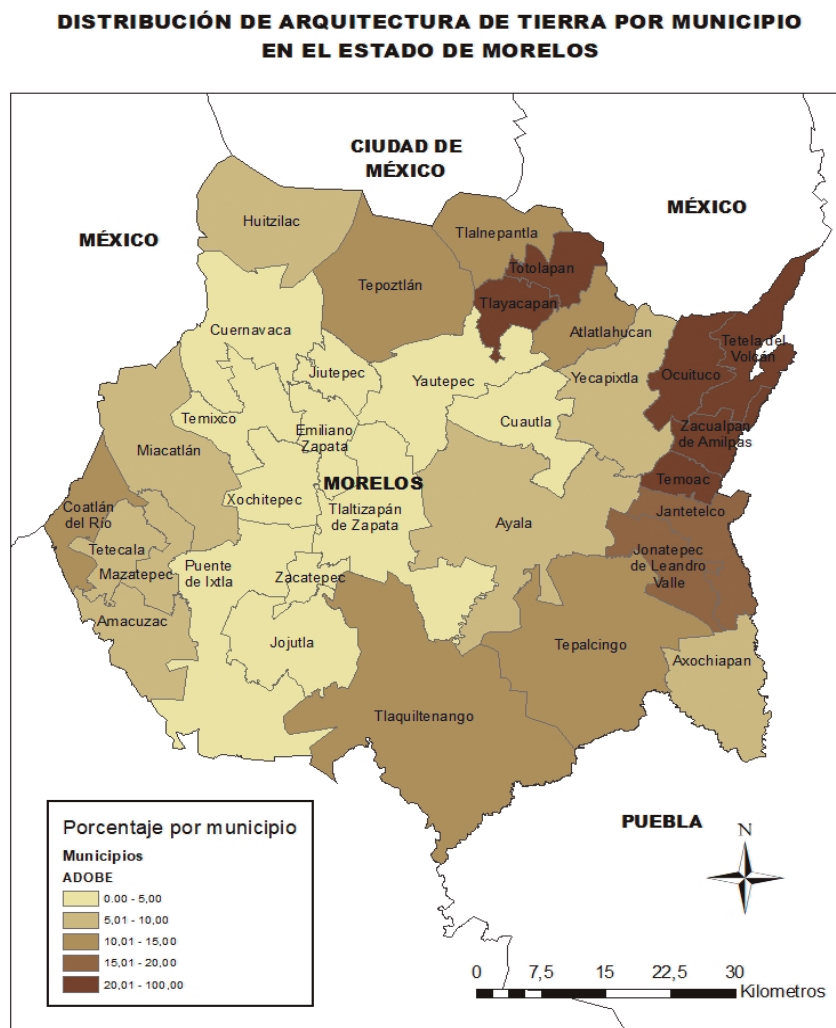 DISTRIBUCIÓN DE ARQUITECTURA DE TIERRA POR MUNICIPIO
EN EL ESTADO DE MORELOS
CIUDAD DE
MÉXICO
MÉXICO
MÉXICO
Huitzilac
Tlalnepantla
Tepoztlán
Totolapan
Tlayacapan
Cuernavaca
Atlatlahucan
Tetela del
Volcán
Jiutepec
Yautepec
Yecapixtla
Ocuituco
Temixco
Emiliano
Zapata
Cuautla
Zacualpan
de Amilpas
Miacatlán
Temoac
MORELOS
Xochitepec
Coatlán
del Río
Tlaltizapán
de Zapata
Ayala
Jantetelco
Tetecala
Jonatepec
de Leandro
Valle
Mazatepec
Puente
de Ixtla
Zacatepec
Amacuzac
Jojutla
Tepalcingo
Axochiapan
Tlaquiltenango
PUEBLA
Porcentaje por municipio
Municipios
ADOBE
0.00 - 5,00
5,01 - 10,00
10,01 - 15,00
15,01 - 20,00
20,01 - 100,00
N
0 7,5 15 22,5 30
Kilometros